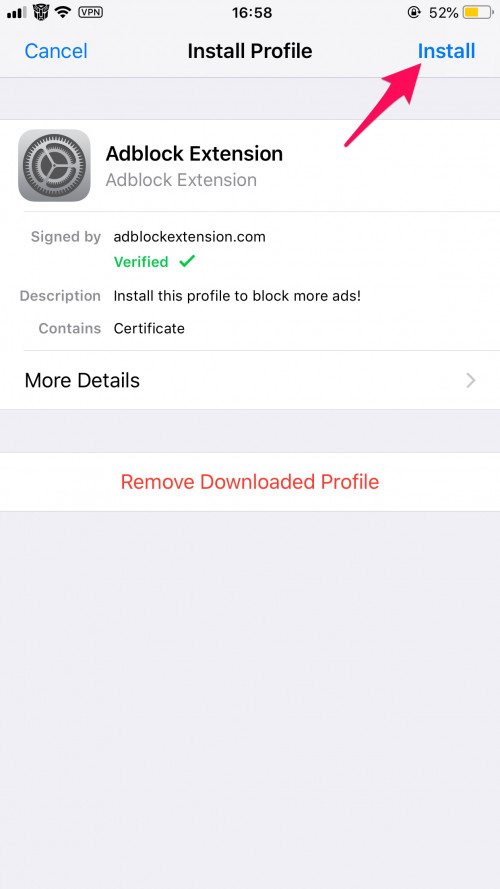 VPN 16:58 52%
Cancel Install Profile Install
Adblock Extension
Adblock Extension
Signed by adblockextension.com
Verified
Description Install this profile to block more ads!
Contains Certificate
More Details
Remove Downloaded Profile